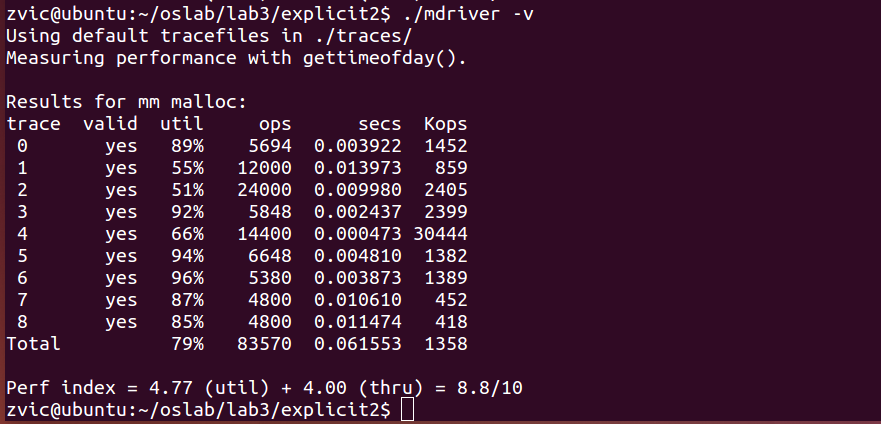 zvic@ubuntu:~/oslab/lab3/explicit2$ ./mdriver -v
Using default tracefiles in ./traces/
Measuring performance with gettimeofday().

Results for mm malloc:
trace  valid  util     ops      secs  Kops
 0       yes   89%    5694  0.003922  1452
 1       yes   55%   12000  0.013973   859
 2       yes   51%   24000  0.009980  2405
 3       yes   92%    5848  0.002437  2399
 4       yes   66%   14400  0.000473 30444
 5       yes   94%    6648  0.004810  1382
 6       yes   96%    5380  0.003873  1389
 7       yes   87%    4800  0.010610   452
 8       yes   85%    4800  0.011474   418
Total          79%   83570  0.061553  1358

Perf index = 4.77 (util) + 4.00 (thru) = 8.8/10
zvic@ubuntu:~/oslab/lab3/explicit2$